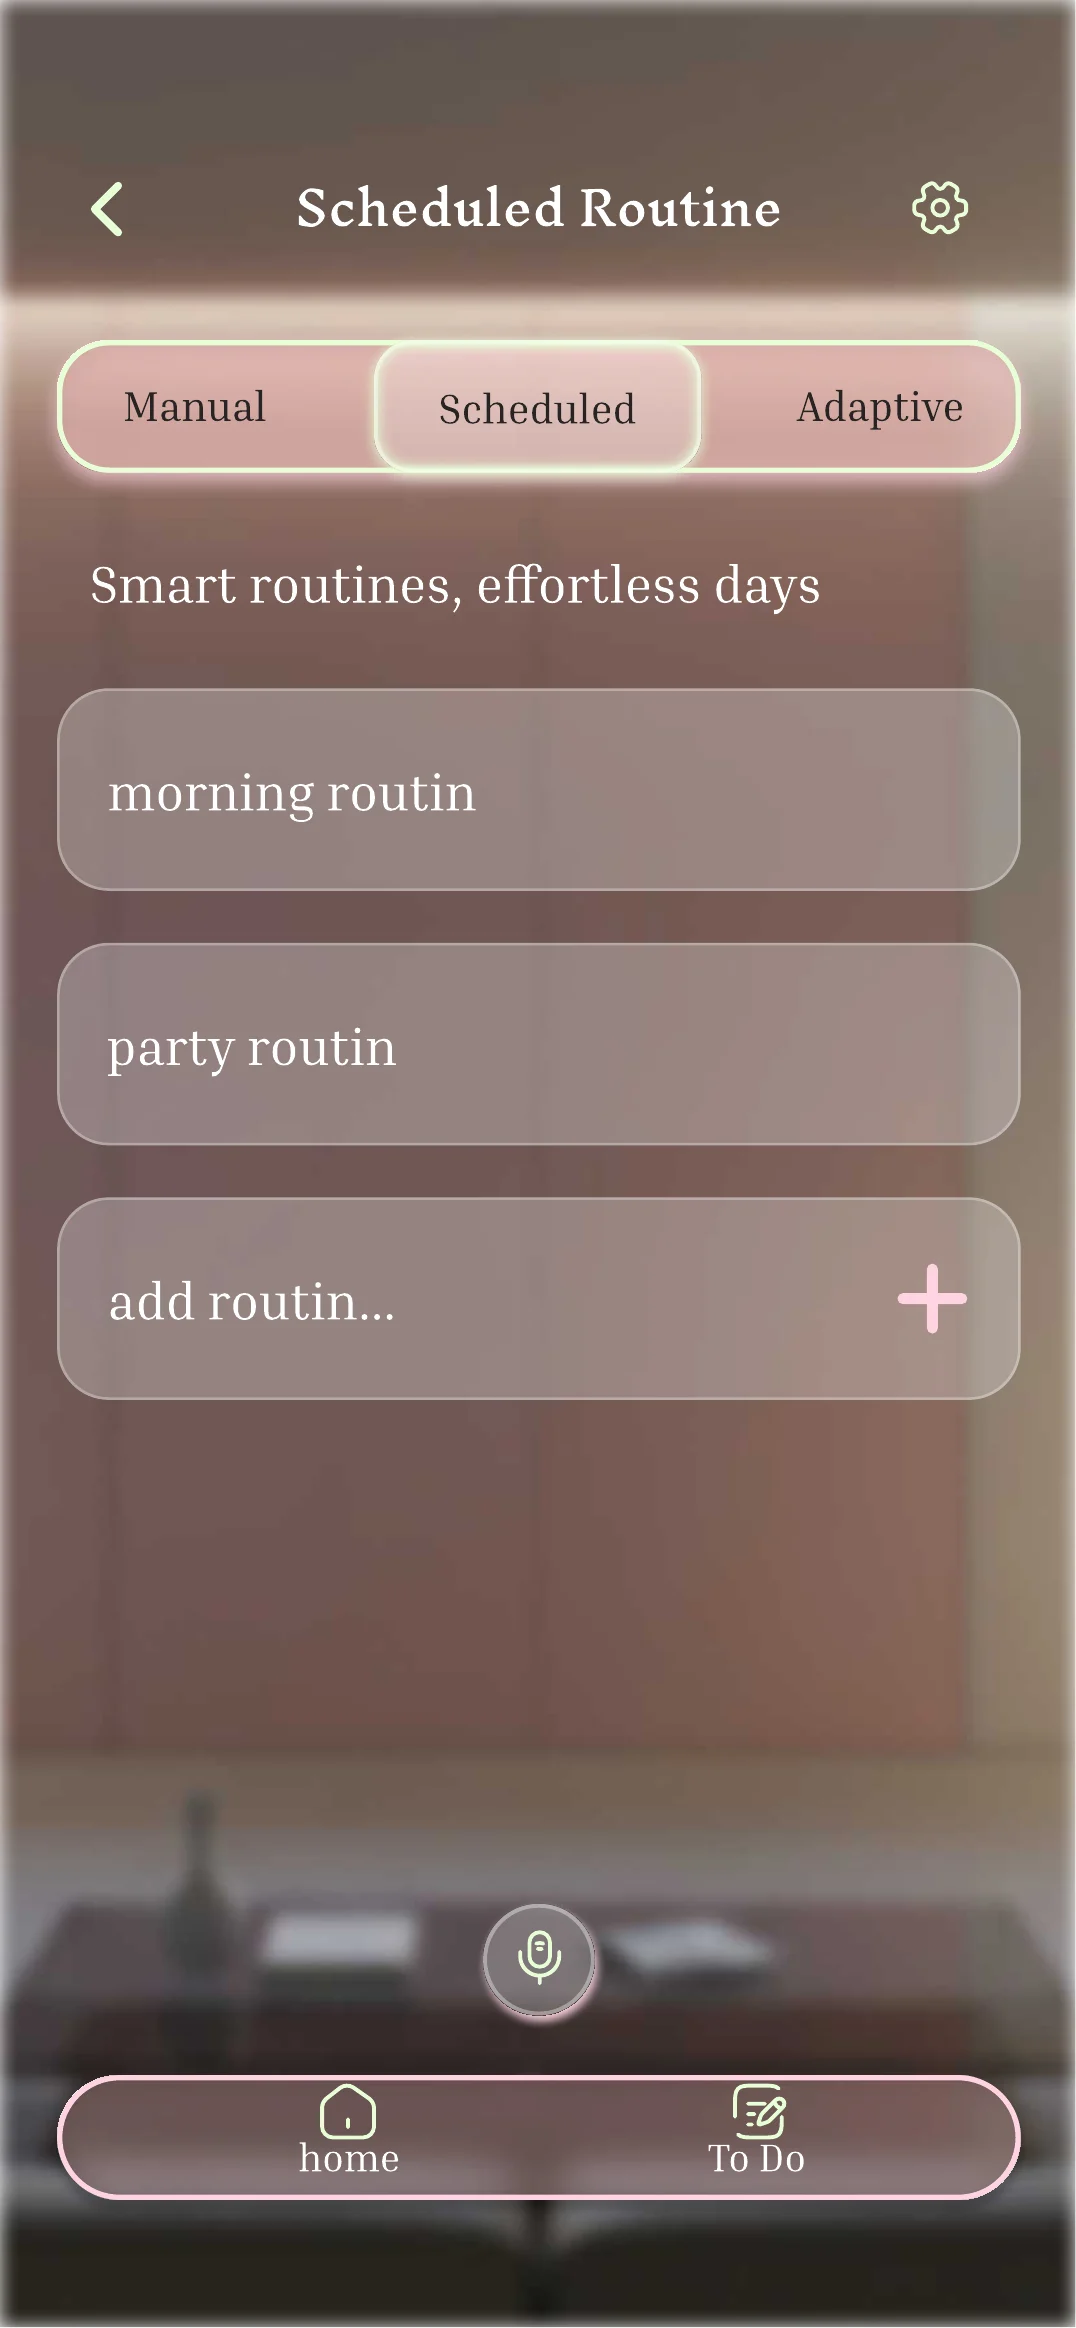 Scheduled Routine
Manual
Scheduled
Adaptive
Smart routines, effortless days
morning routin
party routin
add routin...
home
To Do